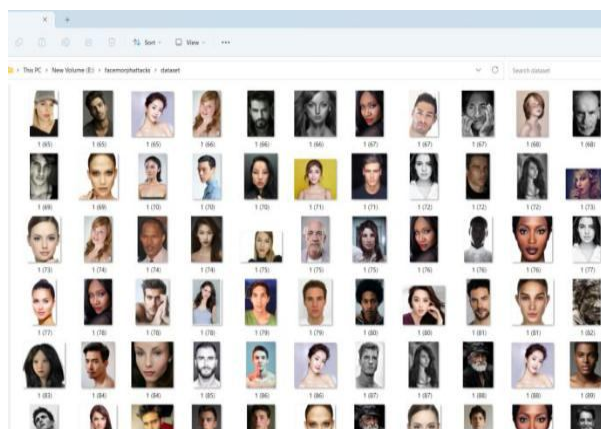 Sort
View
This PC > New Volume (E:) > facemorphattacks > dataset
Search dataset
1 (65) 1 (65) 1 (65) 1 (66) 1 (66) 1 (66) 1 (67) 1 (67) 1 (67) 1 (68) 1 (68)
1 (69) 1 (69) 1 (70) 1 (70) 1 (70) 1 (71) 1 (71) 1 (72) 1 (72) 1 (72) 1 (73)
1 (73) 1 (74) 1 (74) 1 (74) 1 (75) 1 (75) 1 (75) 1 (76) 1 (76) 1 (76) 1 (77)
1 (77) 1 (78) 1 (78) 1 (78) 1 (79) 1 (79) 1 (80) 1 (80) 1 (81) 1 (81) 1 (82)
1 (83) 1 (84) 1 (84) 1 (85) 1 (86) 1 (86) 1 (87) 1 (87) 1 (88) 1 (88) 1 (89)